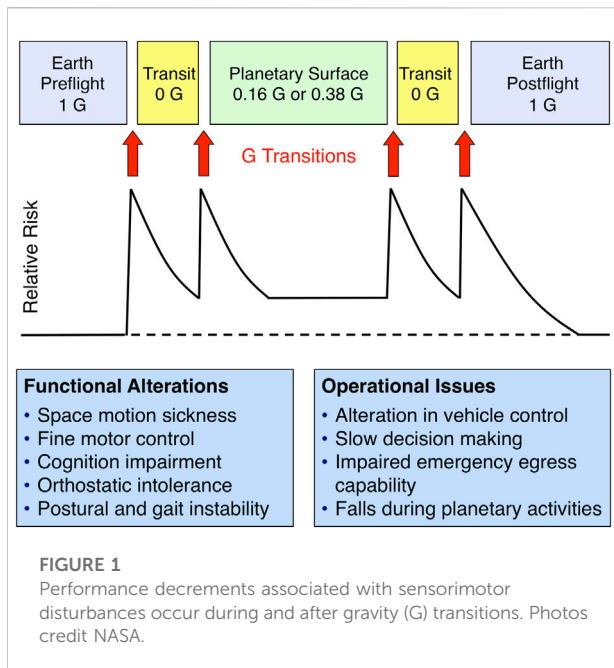 Earth
Preflight
1 G
Transit
0 G
Planetary Surface
0.16 G or 0.38 G
Transit
0 G
Earth
Postflight
1 G
G Transitions
Relative Risk
Functional Alterations
• Space motion sickness
• Fine motor control
• Cognition impairment
• Orthostatic intolerance
• Postural and gait instability
Operational Issues
• Alteration in vehicle control
• Slow decision making
• Impaired emergency egress
capability
• Falls during planetary activities
FIGURE 1
Performance decrements associated with sensorimotor
disturbances occur during and after gravity (G) transitions. Photos
credit NASA.